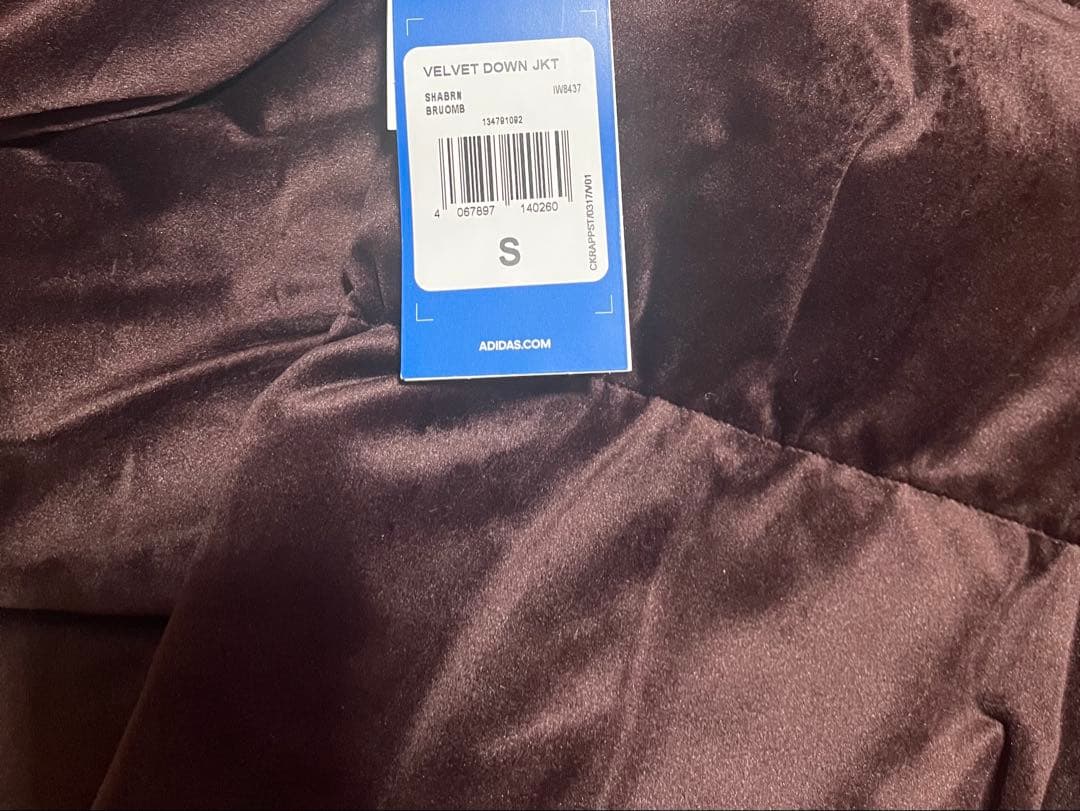 VELVET DOWN JKT
SHABRN
BRUOMB
IW8437
134791092
4 067897 140260
S
CKRAPPST/0317/V01
ADIDAS.COM